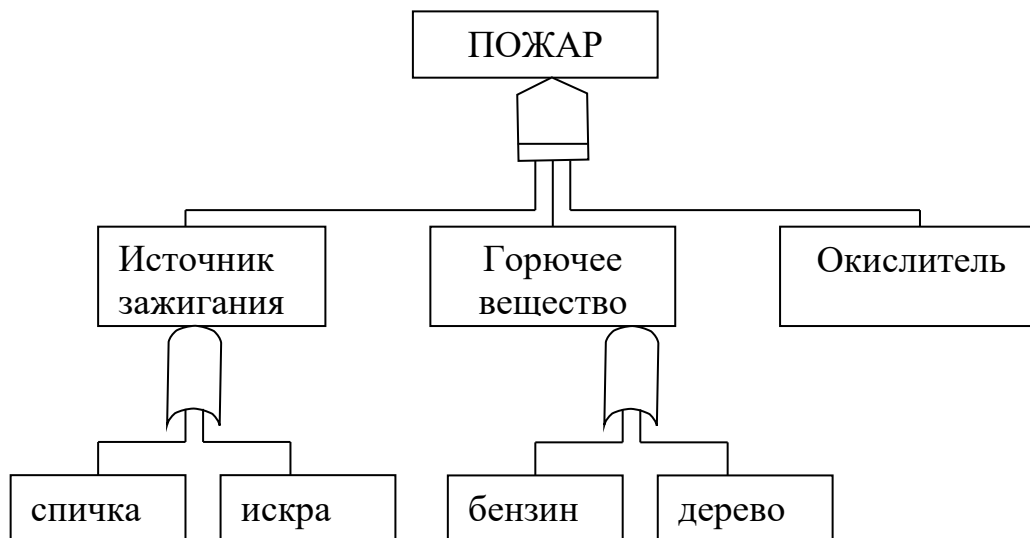 ПОЖАР
Источник
зажигания
Горючее
вещество
Окислитель
спичка
искра
бензин
дерево